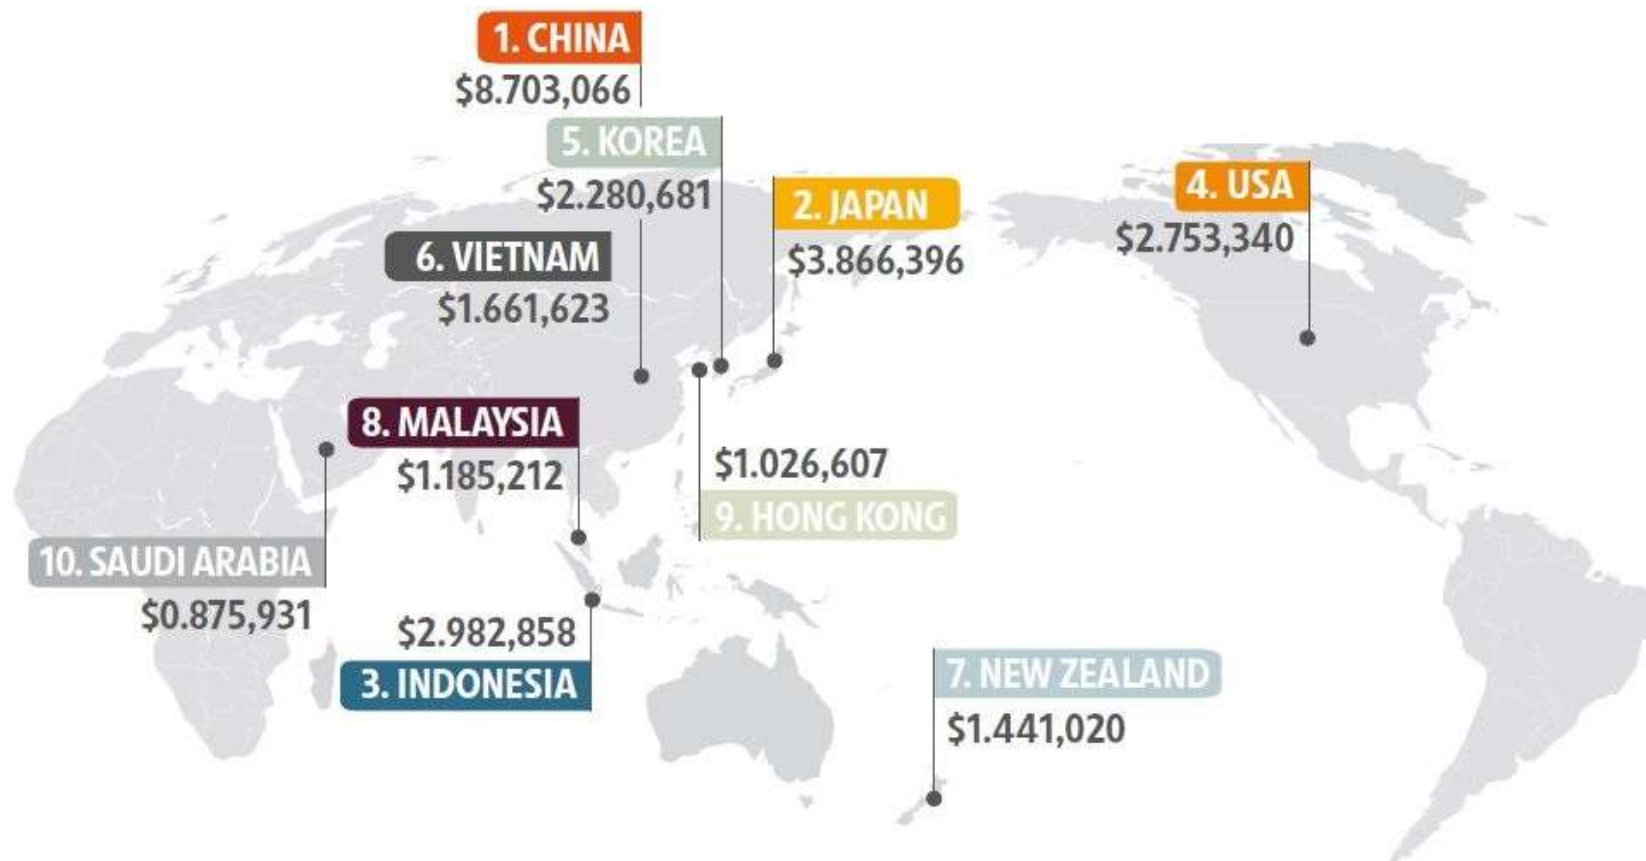 1. CHINA
$8.703,066
5. KOREA
$2.280,681
2. JAPAN
$3.866,396
4. USA
$2.753,340
6. VIETNAM
$1.661,623
8. MALAYSIA
$1.185,212
$1.026,607
9. HONG KONG
10. SAUDI ARABIA
$0.875,931
$2.982,858
3. INDONESIA
7. NEW ZEALAND
$1.441,020